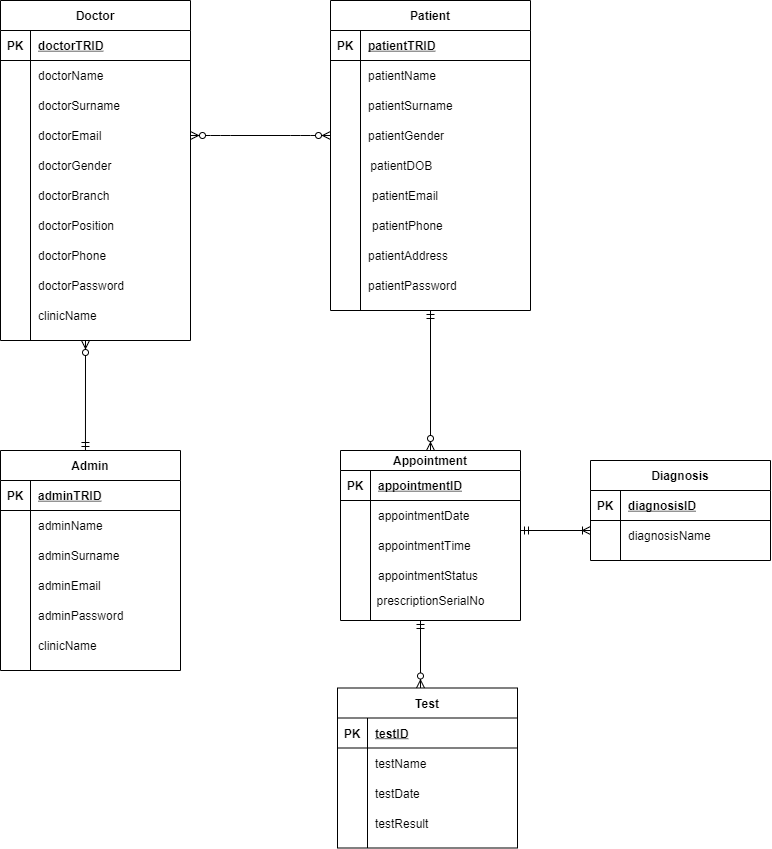 Doctor
PK doctorTRID
doctorName
doctorSurname
doctorEmail
doctorGender
doctorBranch
doctorPosition
doctorPhone
doctorPassword
clinicName
Patient
PK patientTRID
patientName
patientSurname
patientGender
patientDOB
patientEmail
patientPhone
patientAddress
patientPassword
Admin
PK adminTRID
adminName
adminSurname
adminEmail
adminPassword
clinicName
Appointment
PK appointmentID
appointmentDate
appointmentTime
appointmentStatus
prescriptionSerialNo
Diagnosis
PK diagnosisID
diagnosisName
Test
PK testID
testName
testDate
testResult